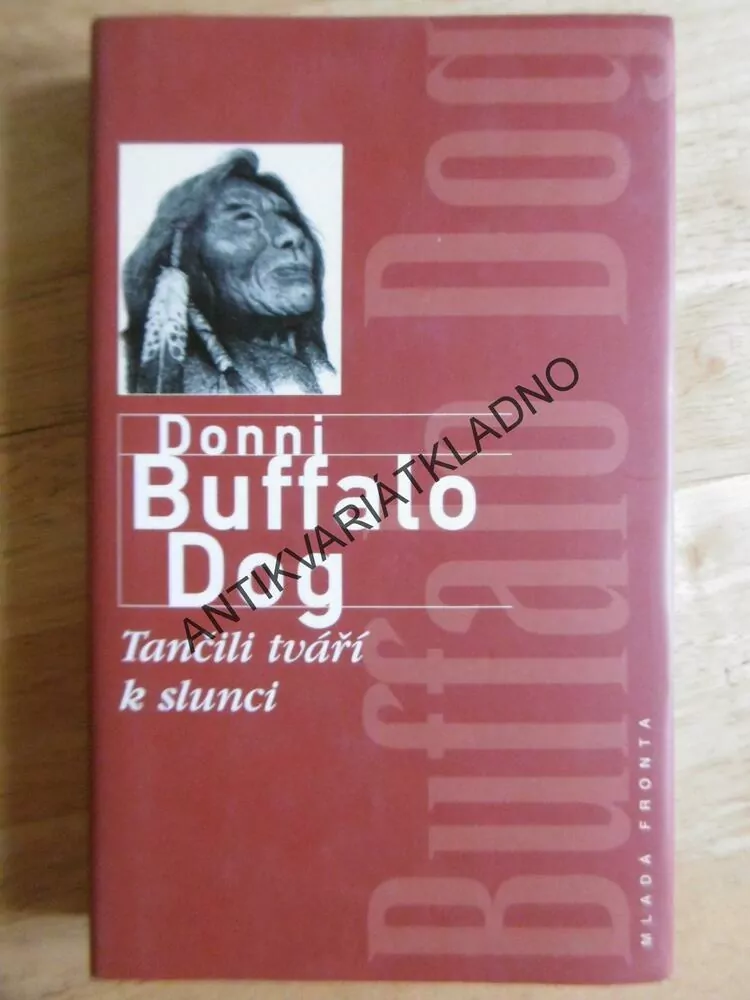 Donni
Buffalo
Dog
Tančili tváří
k slunci
Buffalo Dog
MLADÁ FRONTA
ANTIKVARIÁTKLADNO